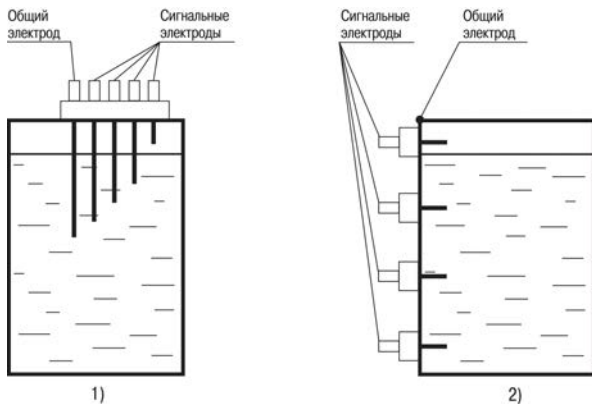 Общий
электрод
Сигнальные
электроды
Сигнальные
электроды
Общий
электрод
1)
2)